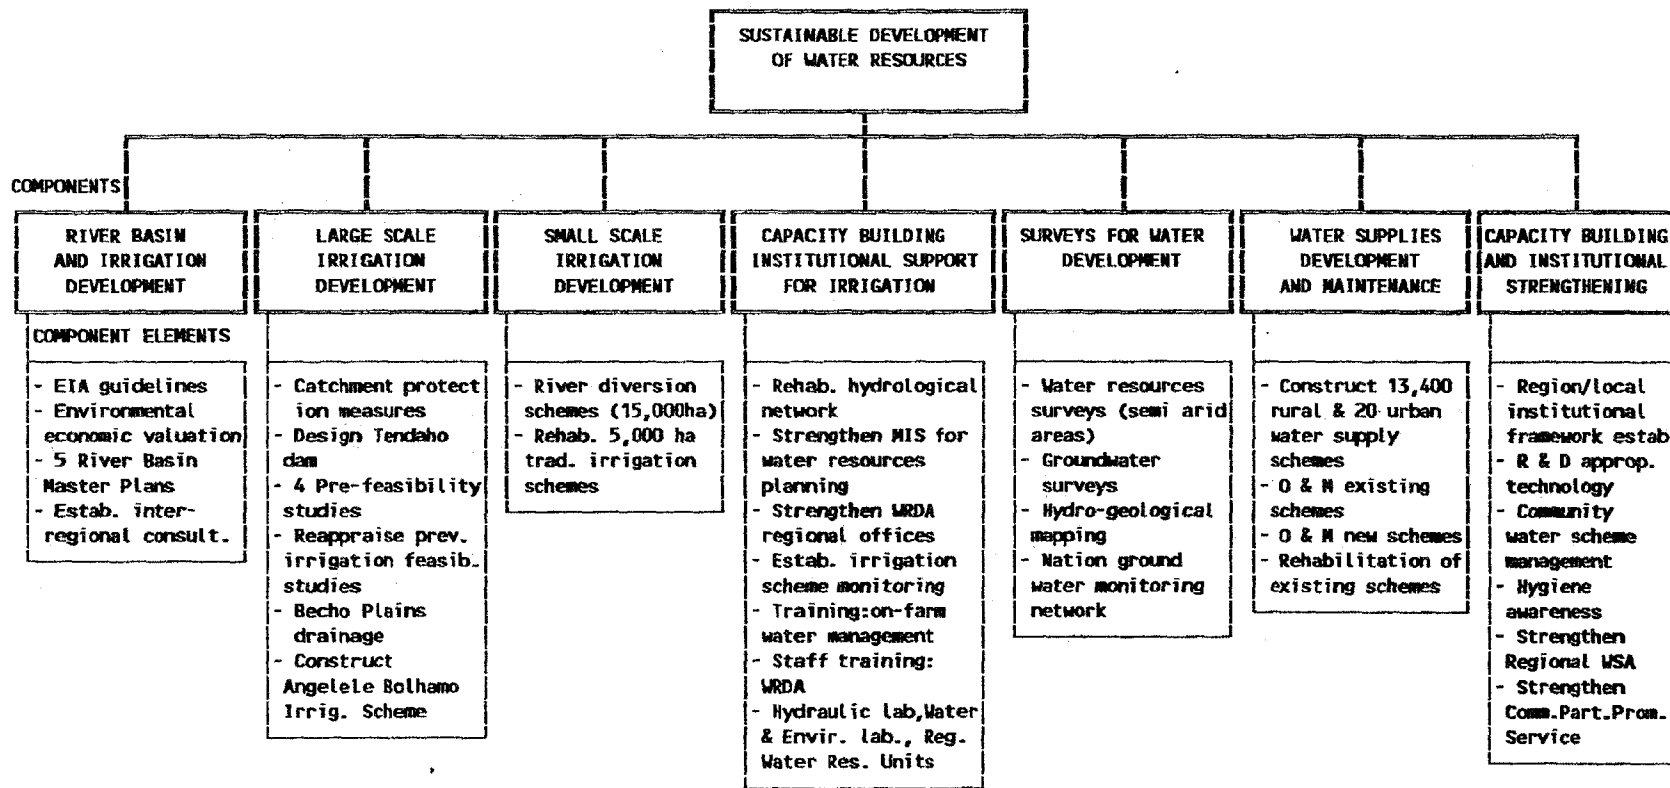 SUSTAINABLE DEVELOPMENT
OF WATER RESOURCES
COMPONENTS
RIVER BASIN
AND IRRIGATION
DEVELOPMENT
LARGE SCALE
IRRIGATION
DEVELOPMENT
SMALL SCALE
IRRIGATION
DEVELOPMENT
CAPACITY BUILDING
INSTITUTIONAL SUPPORT
FOR IRRIGATION
SURVEYS FOR WATER
DEVELOPMENT
WATER SUPPLIES
DEVELOPMENT
AND MAINTENANCE
CAPACITY BUILDING
AND INSTITUTIONAL
STRENGTHENING
COMPONENT ELEMENTS
- EIA guidelines
- Environmental
economic valuation
- 5 River Basin
Master Plans
- Estab. inter-
regional consult.
- Catchment protect
ion measures
- Design Tendaho
dam
- 4 Pre-feasibility
studies
- Reappraise prev.
irrigation feasib.
studies
- Becho Plains
drainage
- Construct
Angelele Bolhamo
Irrig. Scheme
- River diversion
schemes (15,000ha)
- Rehab. 5,000 ha
trad. irrigation
schemes
- Rehab. hydrological
network
- Strengthen MIS for
water resources
planning
- Strengthen WRDA
regional offices
- Estab. irrigation
scheme monitoring
- Training:on-farm
water management
- Staff training:
WRDA
- Hydraulic lab,Water
& Envir. lab., Reg.
Water Res. Units
- Water resources
surveys (semi arid
areas)
- Groundwater
surveys
- Hydro-geological
mapping
- Nation ground
water monitoring
network
- Construct 13,400
rural & 20 urban
water supply
schemes
- O & M existing
schemes
- O & M new schemes
- Rehabilitation of
existing schemes
- Region/local
institutional
framework estab
- R & D approp.
technology
- Community
water scheme
management
- Hygiene
awareness
- Strengthen
Regional WSA
- Strengthen
Comm.Part.Prom.
Service